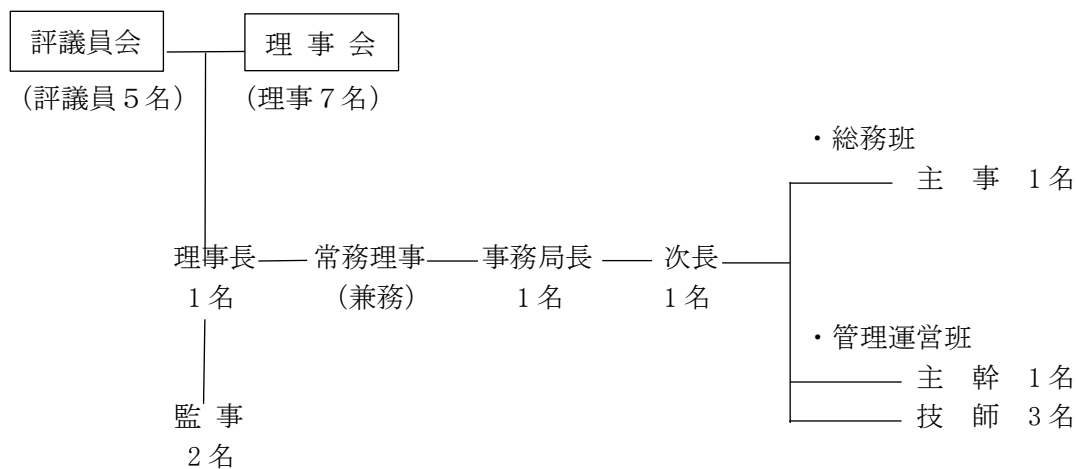 評議員会　理 事 会
(評議員５名)　(理事７名)
・総務班
主　事　1名
理事長　常務理事　事務局長　次長
1名　(兼務)　1名　1名
・管理運営班
主　幹　1名
監 事　技　師　3名
2名